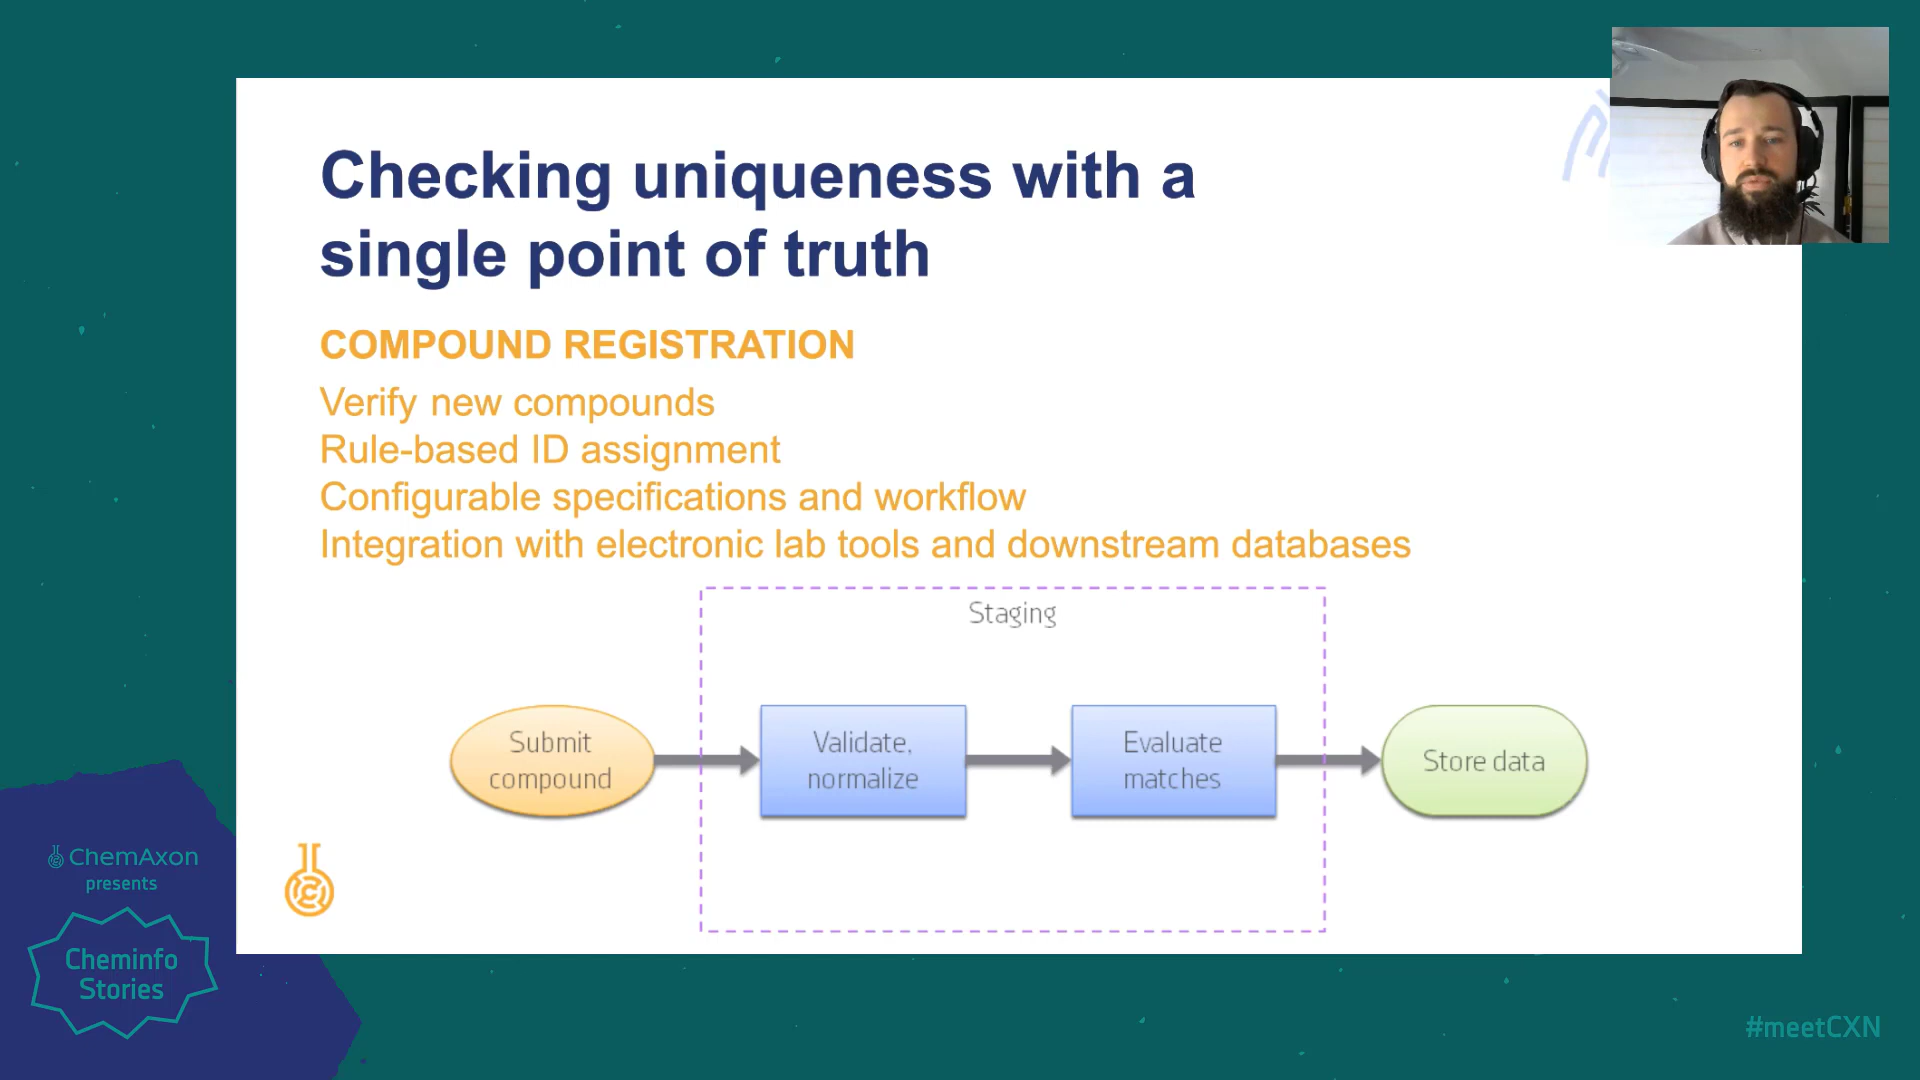 Checking uniqueness with a
single point of truth
COMPOUND REGISTRATION
Verify new compounds
Rule-based ID assignment
Configurable specifications and workflow
Integration with electronic lab tools and downstream databases
Staging
Submit
compound
Validate,
normalize
Evaluate
matches
Store data
ChemAxon
presents
Cheminfo
Stories
#meetCXN